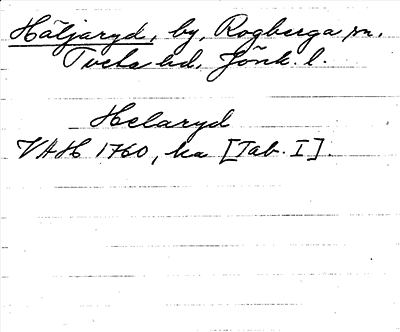 Häljaryd, by, Rogberga sn.
Tveta hd. Jönk. l.
Helaryd
VAH 1760, ka [Tab. I].